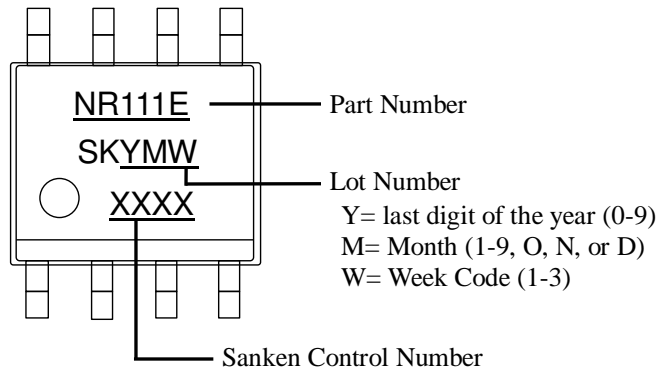 NR111E
Part Number
SKYMW
Lot Number
Y= last digit of the year (0-9)
M= Month (1-9, O, N, or D)
W= Week Code (1-3)
XXXX
Sanken Control Number